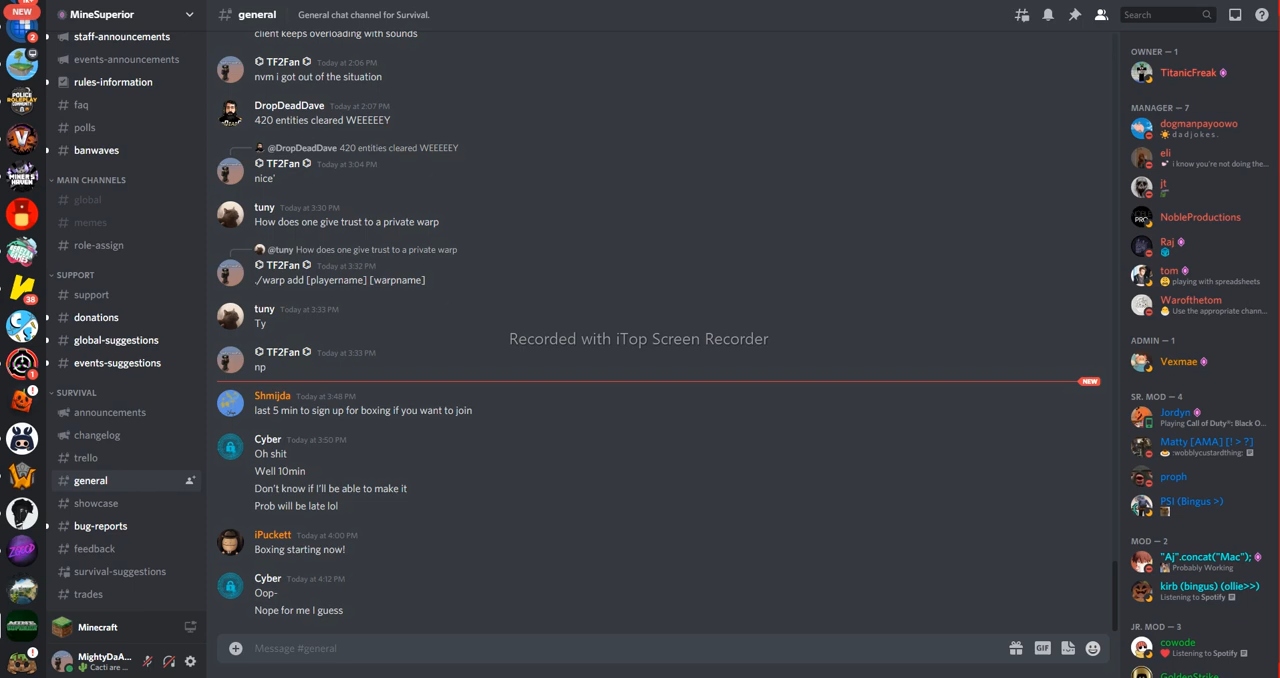 NEW
MineSuperior
general
General chat channel for Survival.
Search
2
staff-announcements
events-announcements
rules-information
faq
polls
banwaves
MAIN CHANNELS
global
memes
role-assign
SUPPORT
support
donations
global-suggestions
events-suggestions
SURVIVAL
announcements
changelog
trello
general
showcase
bug-reports
feedback
survival-suggestions
trades
Minecraft
MightyDaA...
Cacti are ...
POLICE
ROLEPLAY
COMMUNITY
38
1
client keeps overloading with sounds
TF2Fan Today at 2:06 PM
nvm i got out of the situation
DropDeadDave Today at 2:07 PM
420 entities cleared WEEEEY
@DropDeadDave 420 entities cleared WEEEEY
TF2Fan Today at 3:04 PM
nice'
tuny Today at 3:30 PM
How does one give trust to a private warp
@tuny How does one give trust to a private warp
TF2Fan Today at 3:32 PM
./warp add [playername] [warpname]
tuny Today at 3:33 PM
Ty
TF2Fan Today at 3:33 PM
np
Recorded with iTop Screen Recorder
NEW
Shmijda Today at 3:48 PM
last 5 min to sign up for boxing if you want to join
Cyber Today at 3:50 PM
Oh shit
Well 10min
Don't know if I'll be able to make it
Prob will be late lol
iPuckett Today at 4:00 PM
Boxing starting now!
Cyber Today at 4:12 PM
Oop-
Nope for me I guess
Message #general
GIF
OWNER — 1
TitanicFreak
MANAGER — 7
dogmanpayoowo
d a d j o k e s .
eli
I know you're not doing the...
jt
NobleProductions
Raj
tom
playing with spreadsheets
Warofthetom
Use the appropriate chann...
ADMIN — 1
Vexmae
SR. MOD — 4
Jordyn
Playing Call of Duty®: Black O...
Matty [AMA] [! > ?]
:wobblycustardthing:
proph
PSI (Bingus >)
MOD — 2
"Aj".concat("Mac");
Probably Working
kirb (bingus) (ollie>>)
Listening to Spotify
JR. MOD — 3
cowode
Listening to Spotify
GoldenStrike